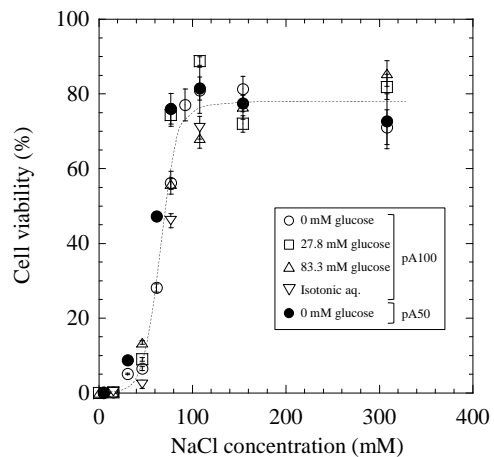 100
80
60
40
20
0
Cell viability (%)
0 mM glucose
27.8 mM glucose
83.3 mM glucose
Isotonic aq.
pA100
0 mM glucose
pA50
0
100
200
300
400
NaCl concentration (mM)